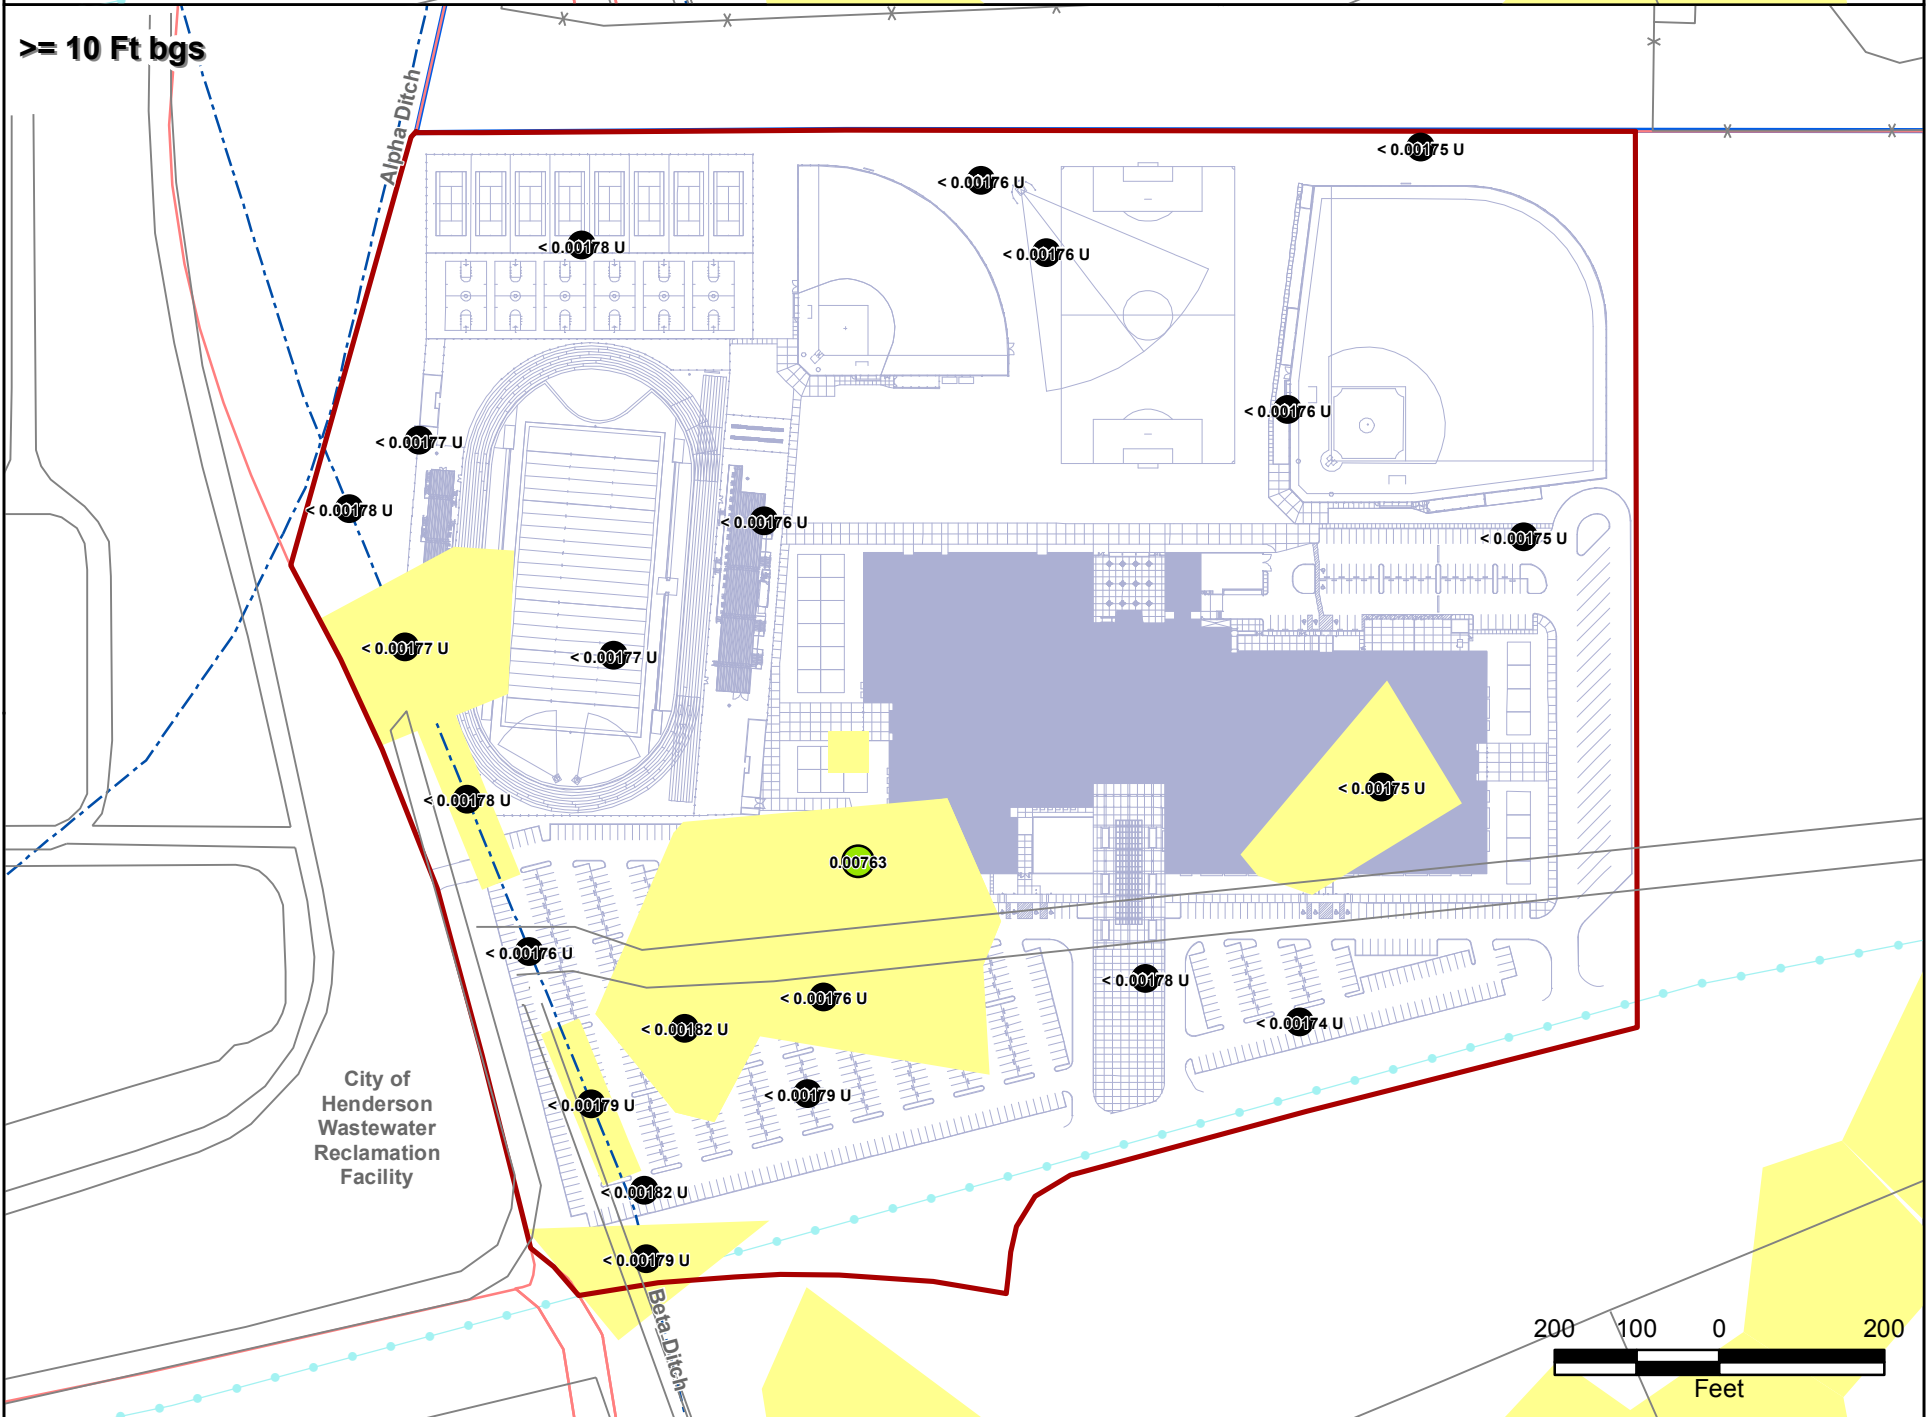 >= 10 Ft bgs
Alpha Ditch
< 0.00175 U
< 0.00176 U
< 0.00178 U
< 0.00176 U
< 0.00176 U
< 0.00177 U
< 0.00178 U
< 0.00176 U
< 0.00175 U
< 0.00177 U
< 0.00177 U
< 0.00178 U
< 0.00175 U
0.00763
< 0.00176 U
< 0.00178 U
< 0.00176 U
< 0.00182 U
< 0.00174 U
< 0.00179 U
< 0.00179 U
City of
Henderson
Wastewater
Reclamation
Facility
< 0.00182 U
< 0.00179 U
Beta Ditch
200 100 0 200
Feet